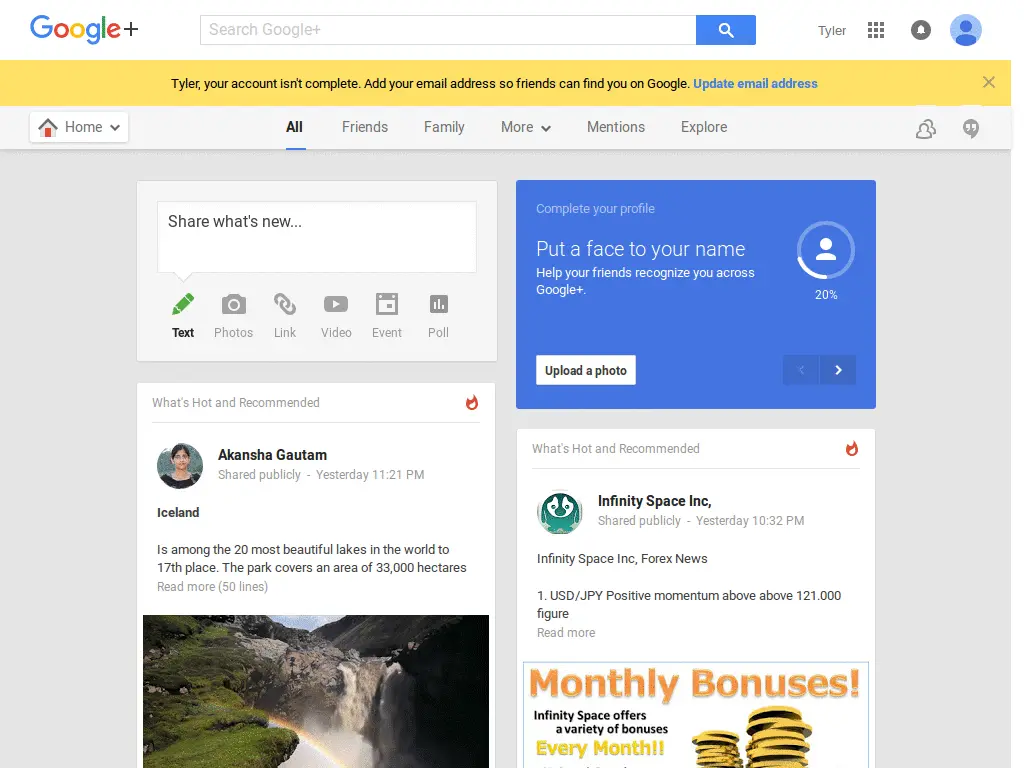 Google+
Search Google+
Tyler
Tyler, your account isn't complete. Add your email address so friends can find you on Google. Update email address
Home
All
Friends
Family
More
Mentions
Explore
Share what's new...
Text
Photos
Link
Video
Event
Poll
Complete your profile
Put a face to your name
Help your friends recognize you across
Google+.
20%
Upload a photo
What's Hot and Recommended
Akansha Gautam
Shared publicly - Yesterday 11:21 PM
Iceland
Is among the 20 most beautiful lakes in the world to
17th place. The park covers an area of 33,000 hectares
Read more (50 lines)
What's Hot and Recommended
Infinity Space Inc,
Shared publicly - Yesterday 10:32 PM
Infinity Space Inc, Forex News
1. USD/JPY Positive momentum above above 121.000
figure
Read more
Monthly Bonuses!
Infinity Space offers
a variety of bonuses
Every Month!!